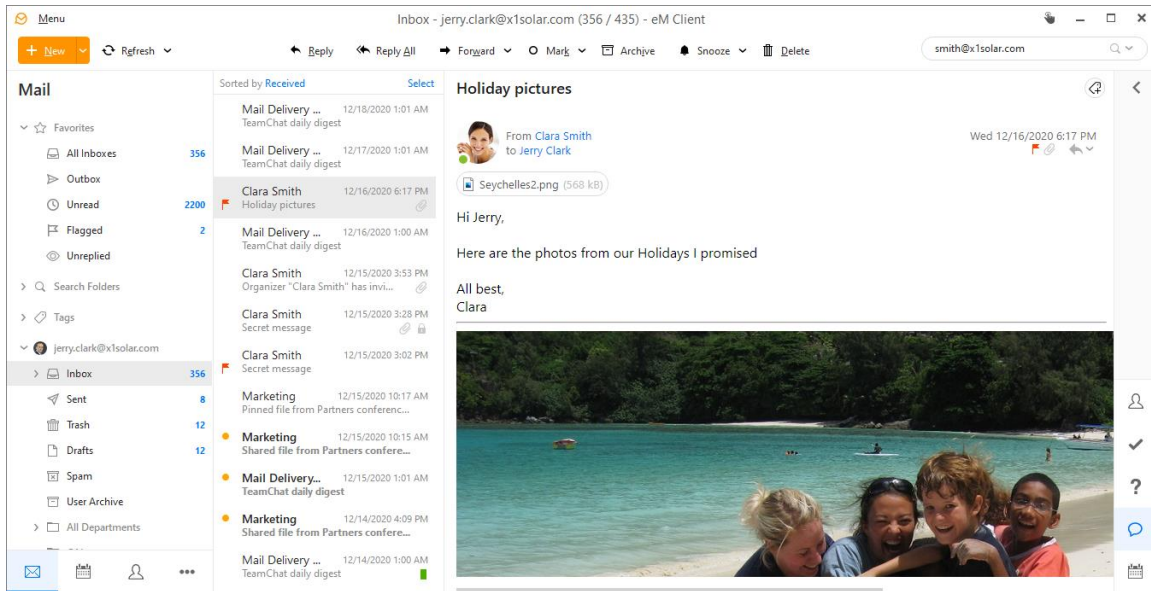 Menu
Inbox - jerry.clark@x1solar.com (356 / 435) - eM Client
New
Refresh
Reply
Reply All
Forward
Mark
Archive
Snooze
Delete
smith@x1solar.com
Mail
Favorites
All Inboxes 356
Outbox
Unread 2200
Flagged 2
Unreplied
Search Folders
Tags
jerry.clark@x1solar.com
Inbox 356
Sent 8
Trash 12
Drafts 12
Spam
User Archive
All Departments
Sorted by Received Select
Mail Delivery ... 12/18/2020 1:01 AM
TeamChat daily digest
Mail Delivery ... 12/17/2020 1:01 AM
TeamChat daily digest
Clara Smith 12/16/2020 6:17 PM
Holiday pictures
Mail Delivery ... 12/16/2020 1:00 AM
TeamChat daily digest
Clara Smith 12/15/2020 3:53 PM
Organizer "Clara Smith" has invi...
Clara Smith 12/15/2020 3:28 PM
Secret message
Clara Smith 12/15/2020 3:02 PM
Secret message
Marketing 12/15/2020 10:17 AM
Pinned file from Partners conferenc...
Marketing 12/15/2020 10:15 AM
Shared file from Partners confere...
Mail Delivery... 12/15/2020 1:01 AM
TeamChat daily digest
Marketing 12/14/2020 4:09 PM
Shared file from Partners confere...
Mail Delivery ... 12/14/2020 1:00 AM
TeamChat daily digest
Holiday pictures
From Clara Smith
to Jerry Clark
Wed 12/16/2020 6:17 PM
Seychelles2.png (568 kB)
Hi Jerry,
Here are the photos from our Holidays I promised
All best,
Clara